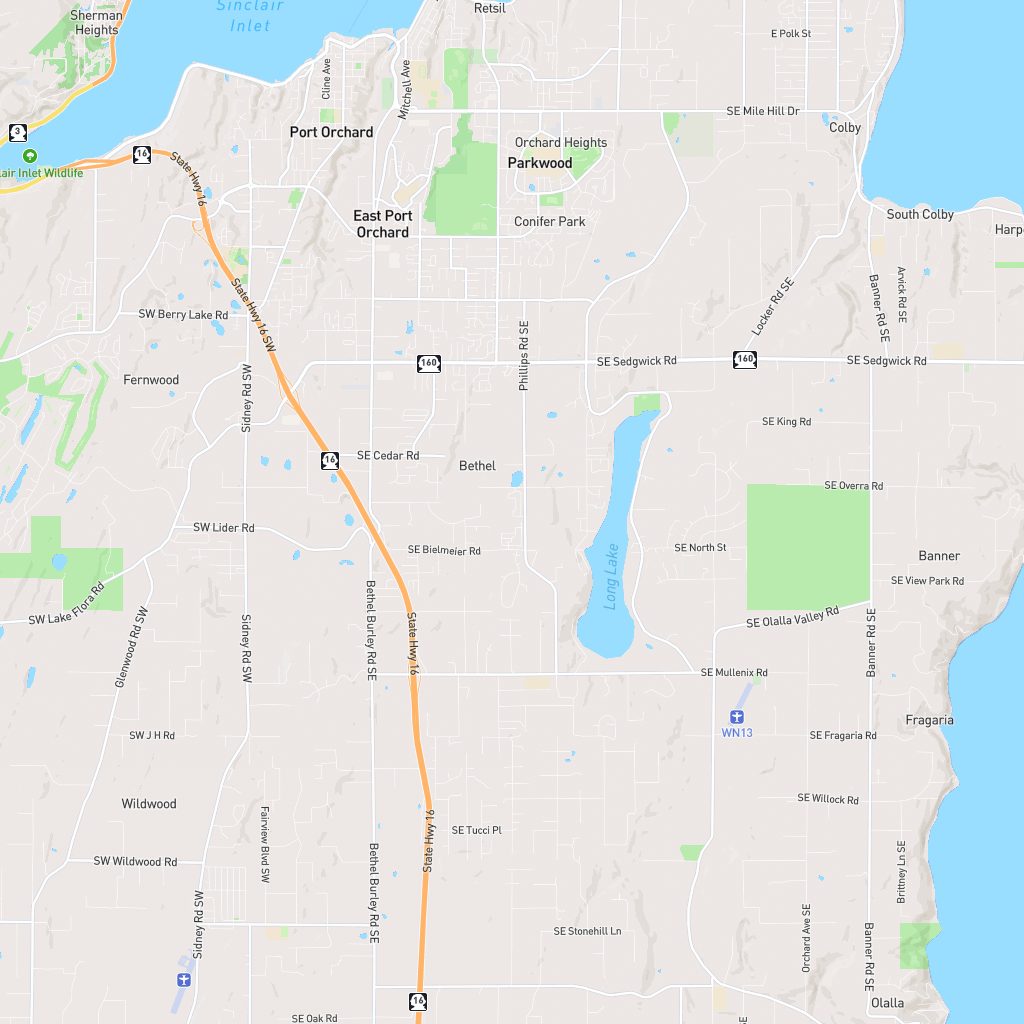 Retsil
Sherman
Heights
Sinclair
Inlet
E Polk St
Cline Ave
Mitchell Ave
SE Mile Hill Dr
3
Port Orchard
Colby
16
Orchard Heights
Parkwood
State Hwy 16
lair Inlet Wildlife
East Port
Orchard
Conifer Park
South Colby
Harpe
State Hwy 16 SW
Locker Rd SE
Banner Rd SE
Arvick Rd SE
SW Berry Lake Rd
Phillips Rd SE
160
SE Sedgwick Rd
160
SE Sedgwick Rd
Fernwood
Sidney Rd SW
SE King Rd
16
SE Cedar Rd
Bethel
SE Overra Rd
SW Lider Rd
SE Bielmeier Rd
Long Lake
SE North St
Banner
SE View Park Rd
SW Lake Flora Rd
Glenwood Rd SW
Sidney Rd SW
Bethel Burley Rd SE
State Hwy 16
SE Olalla Valley Rd
Banner Rd SE
SE Mullenix Rd
WN13
Fragaria
SW J H Rd
SE Fragaria Rd
Wildwood
SE Willock Rd
Fairview Blvd SW
State Hwy 16
SE Tucci Pl
SW Wildwood Rd
Bethel Burley Rd SE
Brittney Ln SE
Sidney Rd SW
SE Stonehill Ln
Orchard Ave SE
Banner Rd SE
16
Olalla
SE Oak Rd
SE